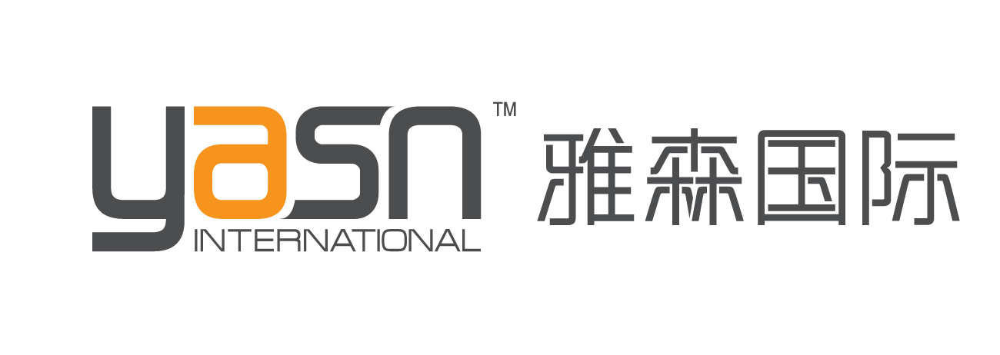 yasn™
INTERNATIONAL
雅森国际